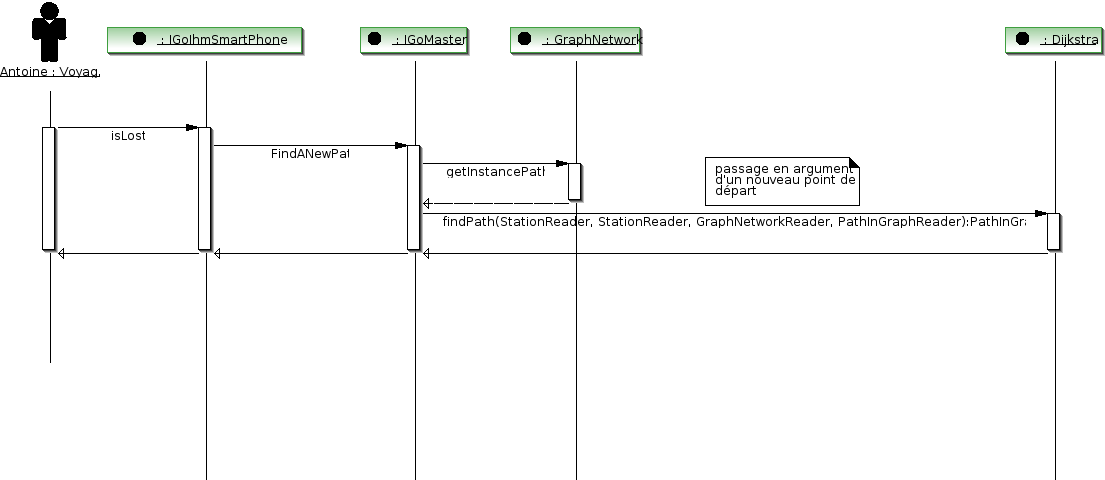 Antoine : Voyag.
: IGoIhmSmartPhone
: IGoMaster
: GraphNetwork
: Dijkstra
isLost
FindANewPat
getInstancePath
passage en argument
d'un nouveau point de
départ
findPath(StationReader, StationReader, GraphNetworkReader, PathInGraphReader):PathInGra